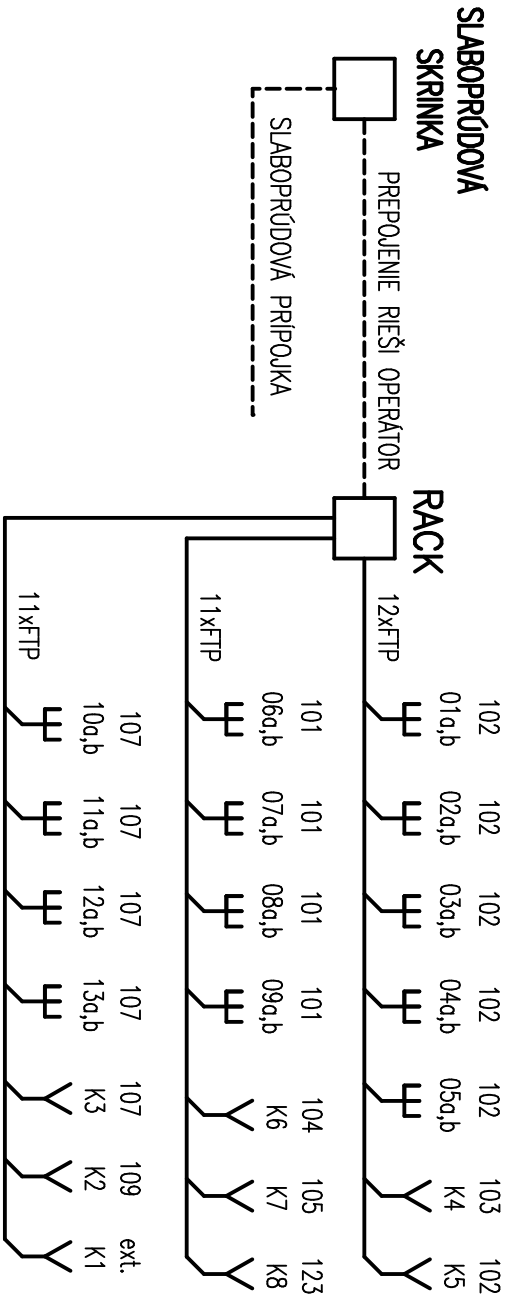 SLABOPRÚDOVÁ
SKRINKA
PREPOJENIE RIEŠI OPERÁTOR
SLABOPRÚDOVÁ PRÍPOJKA
RACK
12xFTP
102 102 102 102 102 103 102
01a,b 02a,b 03a,b 04a,b 05a,b K4 K5
11xFTP
101 101 101 101 104 105 123
06a,b 07a,b 08a,b 09a,b K6 K7 K8
11xFTP
107 107 107 107 107 109 ext.
10a,b 11a,b 12a,b 13a,b K3 K2 K1